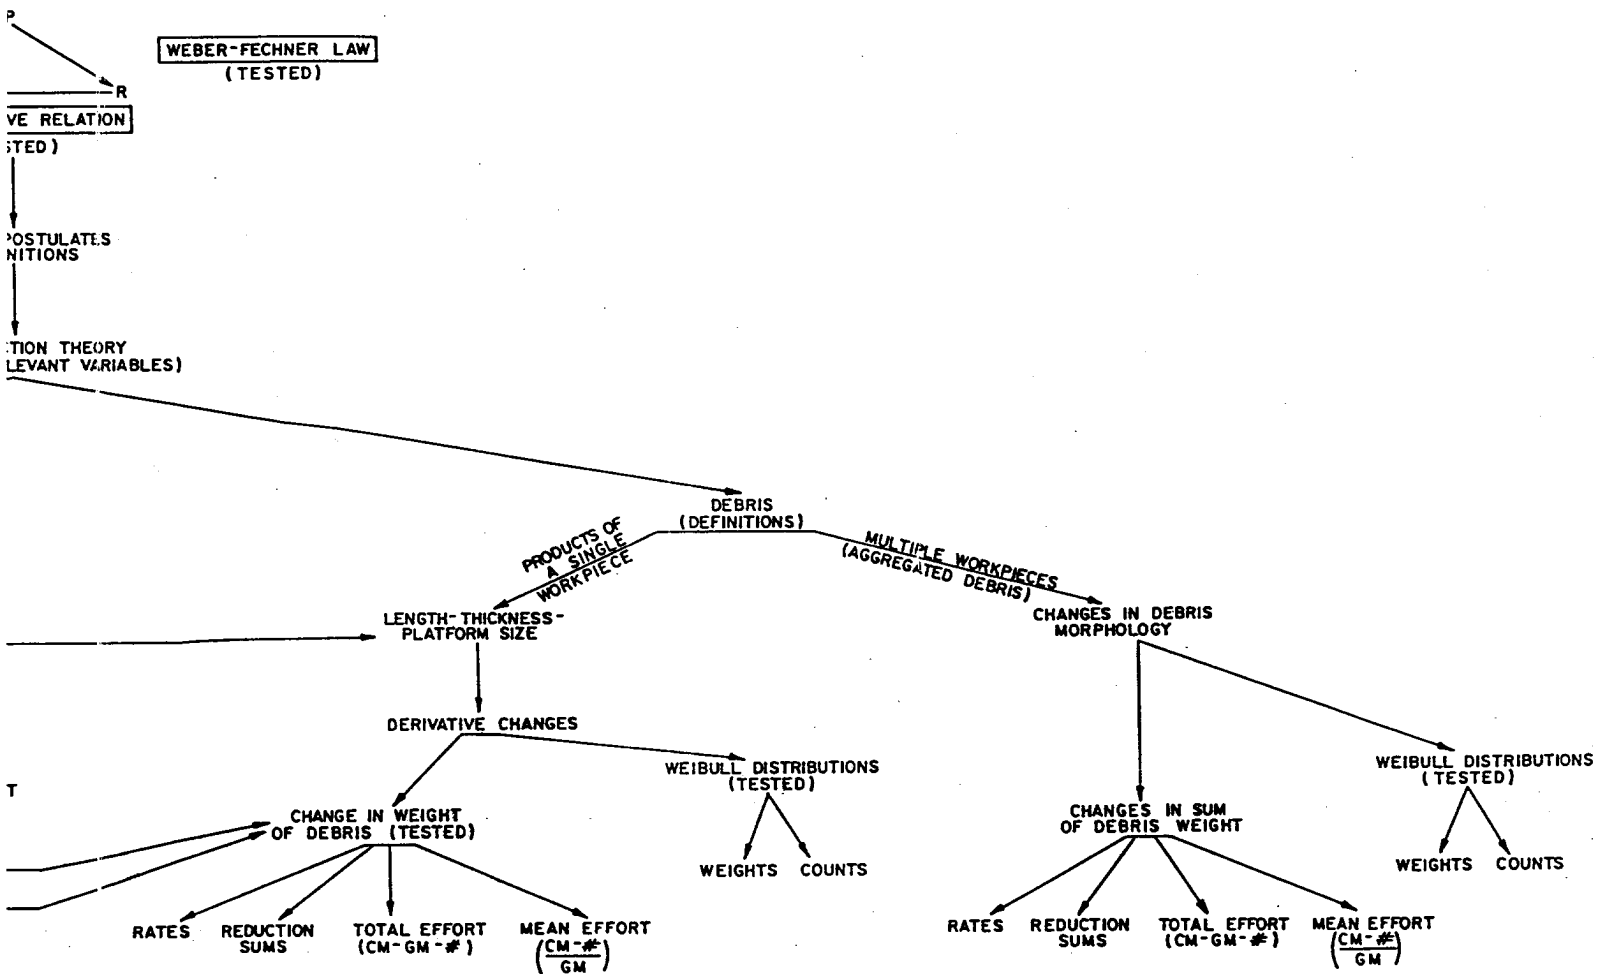 P
WEBER-FECHNER LAW
(TESTED)
R
VE RELATION
STED)
POSTULATES
NITIONS
TION THEORY
LEVANT VARIABLES)
DEBRIS
(DEFINITIONS)
PRODUCTS OF
A SINGLE
WORKPIECE
MULTIPLE WORKPIECES
(AGGREGATED DEBRIS)
LENGTH-THICKNESS-
PLATFORM SIZE
CHANGES IN DEBRIS
MORPHOLOGY
DERIVATIVE CHANGES
WEIBULL DISTRIBUTIONS
(TESTED)
WEIBULL DISTRIBUTIONS
(TESTED)
T
CHANGE IN WEIGHT
OF DEBRIS (TESTED)
CHANGES IN SUM
OF DEBRIS WEIGHT
WEIGHTS COUNTS
WEIGHTS COUNTS
RATES
REDUCTION
SUMS
TOTAL EFFORT
(CM-GM-#)
MEAN EFFORT
(CM-#
GM)
RATES
REDUCTION
SUMS
TOTAL EFFORT
(CM-GM-#)
MEAN EFFORT
(CM-#
GM)